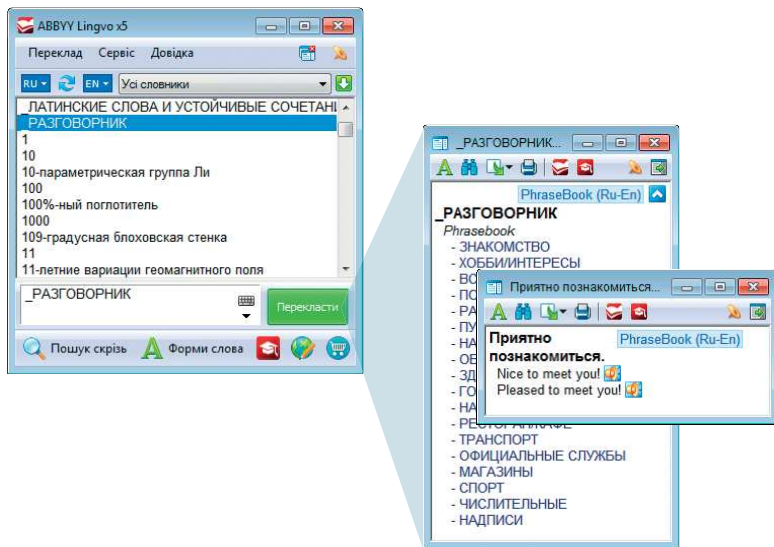 ABBYY Lingvo x5
Переклад Сервіс Довідка
RU EN Усі словники
_ЛАТИНСКИЕ СЛОВА И УСТОЙЧИВЫЕ
_РАЗГОВОРНИК
1
10
10-параметрическая группа Ли
100
100%-ный поглотитель
1000
109-градусная блоховская стенка
11
11-летние вариации геомагнитного поля
_РАЗГОВОРНИК
Перекласти
Пошук скрізь Форми слова
_РАЗГОВОРНИК...
PhraseBook (Ru-En)
_РАЗГОВОРНИК
Phrasebook
- ЗНАКОМСТВО
- ХОББИ/ИНТЕРЕСЫ
- ТРАНСПОРТ
- ОФИЦИАЛЬНЫЕ СЛУЖБЫ
- МАГАЗИНЫ
- СПОРТ
- ЧИСЛИТЕЛЬНЫЕ
- НАДПИСИ
Приятно познакомиться...
Приятно PhraseBook (Ru-En)
познакомиться.
Nice to meet you!
Pleased to meet you!